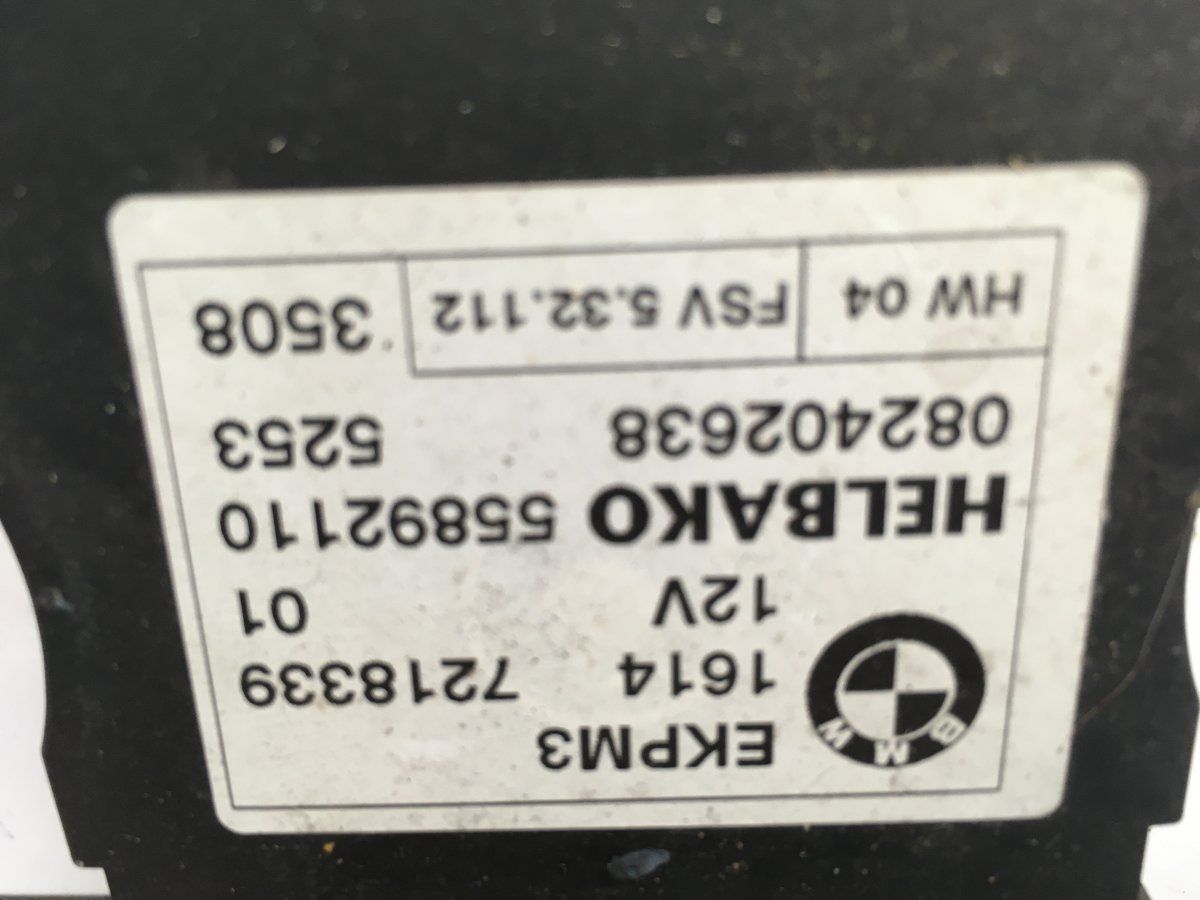 BMW
EKPM3
1614 7218339
12V 01
HELBAKO 55892110
082402638 5253
HW 04 FSV 5.32.112 3508